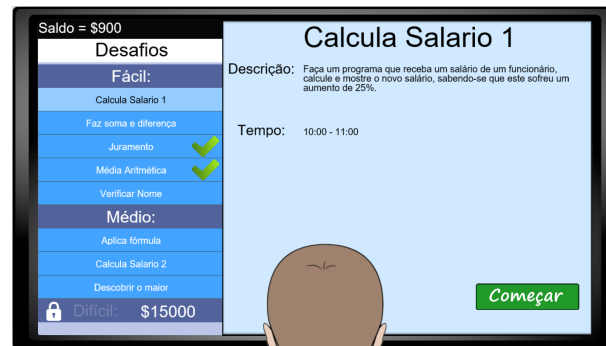 Saldo = $900
Desafios
Fácil:
Calcula Salario 1
Faz soma e diferença
Juramento
Média Aritmética
Verificar Nome
Médio:
Aplica fórmula
Calcula Salario 2
Descobrir o maior
Difícil: $15000
Calcula Salario 1
Descrição: Faça um programa que receba um salário de um funcionário,
calcule e mostre o novo salário, sabendo-se que este sofreu um
aumento de 25%.
Tempo: 10:00 - 11:00
Começar